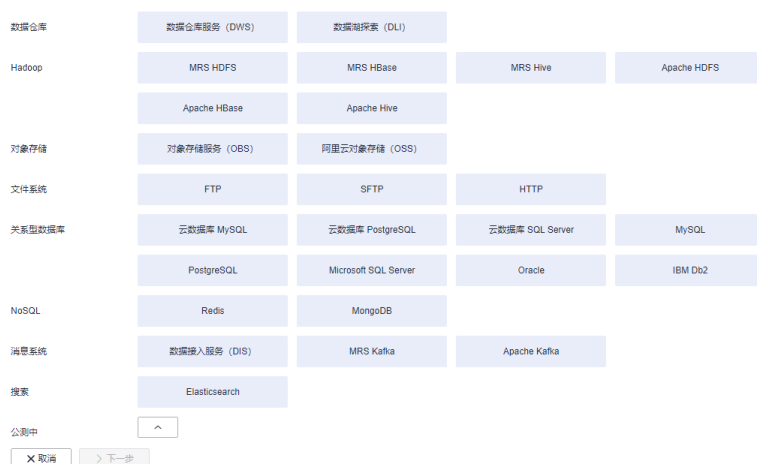 数据仓库 数据仓库服务（DWS） 数据湖探索（DLI）
Hadoop MRS HDFS MRS HBase MRS Hive Apache HDFS
Apache HBase Apache Hive
对象存储 对象存储服务（OBS） 阿里云对象存储（OSS）
文件系统 FTP SFTP HTTP
关系型数据库 云数据库 MySQL 云数据库 PostgreSQL 云数据库 SQL Server MySQL
PostgreSQL Microsoft SQL Server Oracle IBM Db2
NoSQL Redis MongoDB
消息系统 数据接入服务（DIS） MRS Kafka Apache Kafka
搜索 Elasticsearch
公测中
取消 下一步